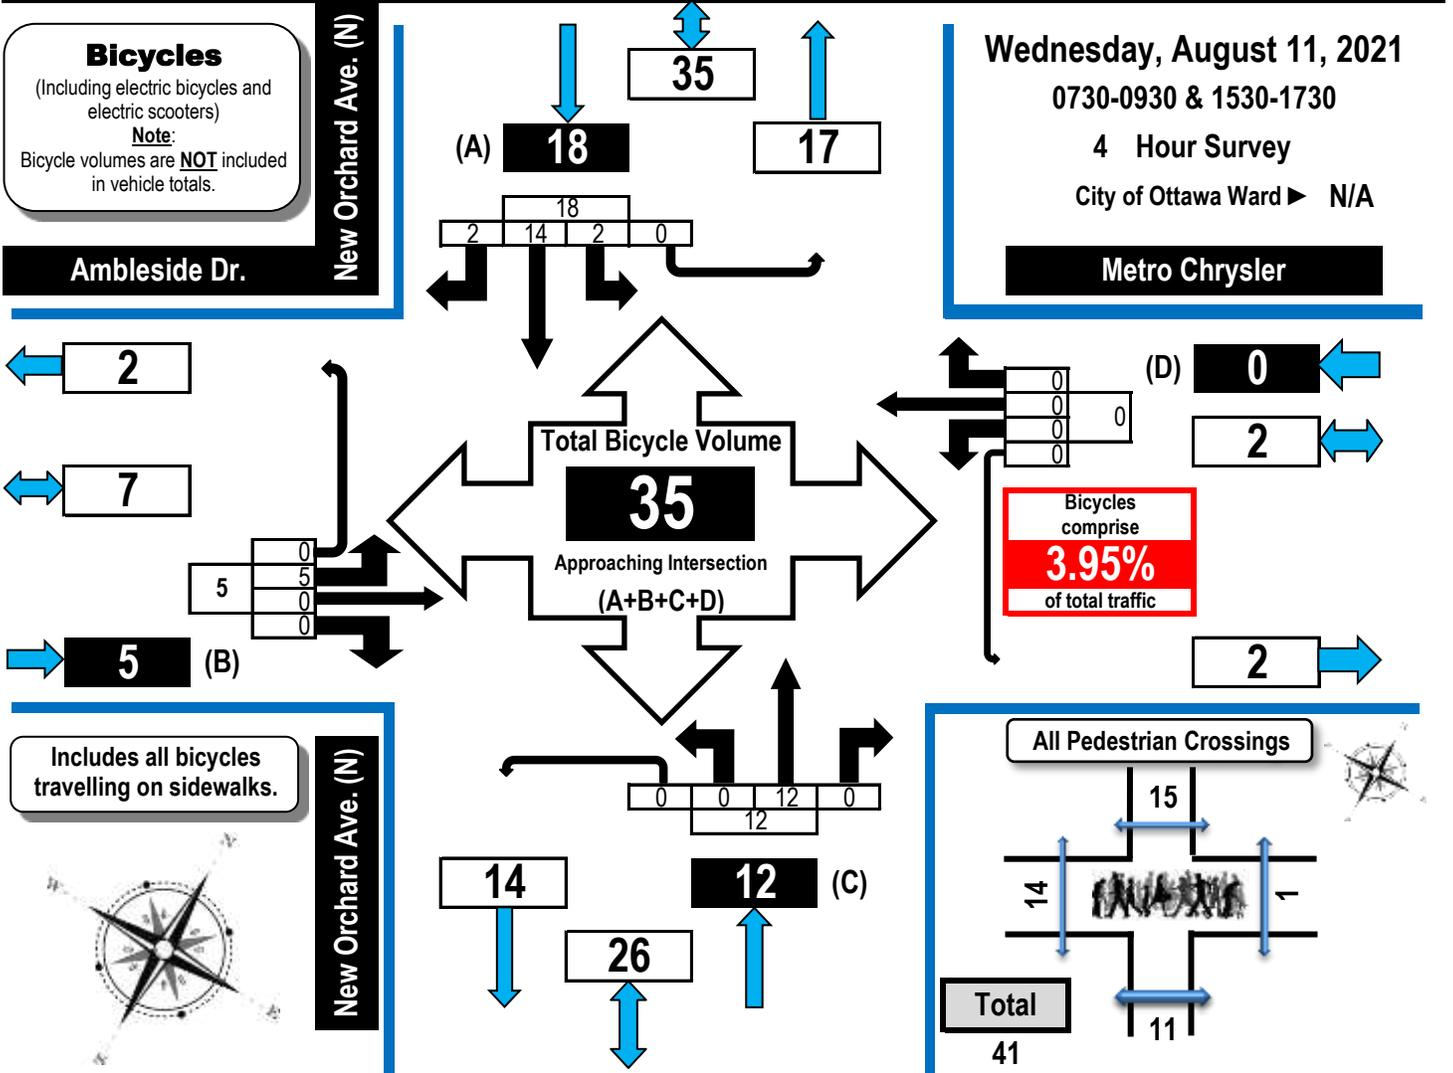 Bicycles
(Including electric bicycles and
electric scooters)
Note:
Bicycle volumes are NOT included
in vehicle totals.
New Orchard Ave. (N)
Ambleside Dr.
35
(A) 18
17
18
2 14 2 0
Wednesday, August 11, 2021
0730-0930 & 1530-1730
4 Hour Survey
City of Ottawa Ward ► N/A
Metro Chrysler
2
7
0
5
0
0
5
5 (B)
Total Bicycle Volume
35
Approaching Intersection
(A+B+C+D)
0
0
0
0
0
(D) 0
2
Bicycles
comprise
3.95%
of total traffic
2
Includes all bicycles
travelling on sidewalks.
New Orchard Ave. (N)
N
W
E
S
0 0 12 0
12
14
12 (C)
26
All Pedestrian Crossings
15
14
1
11
Total
41